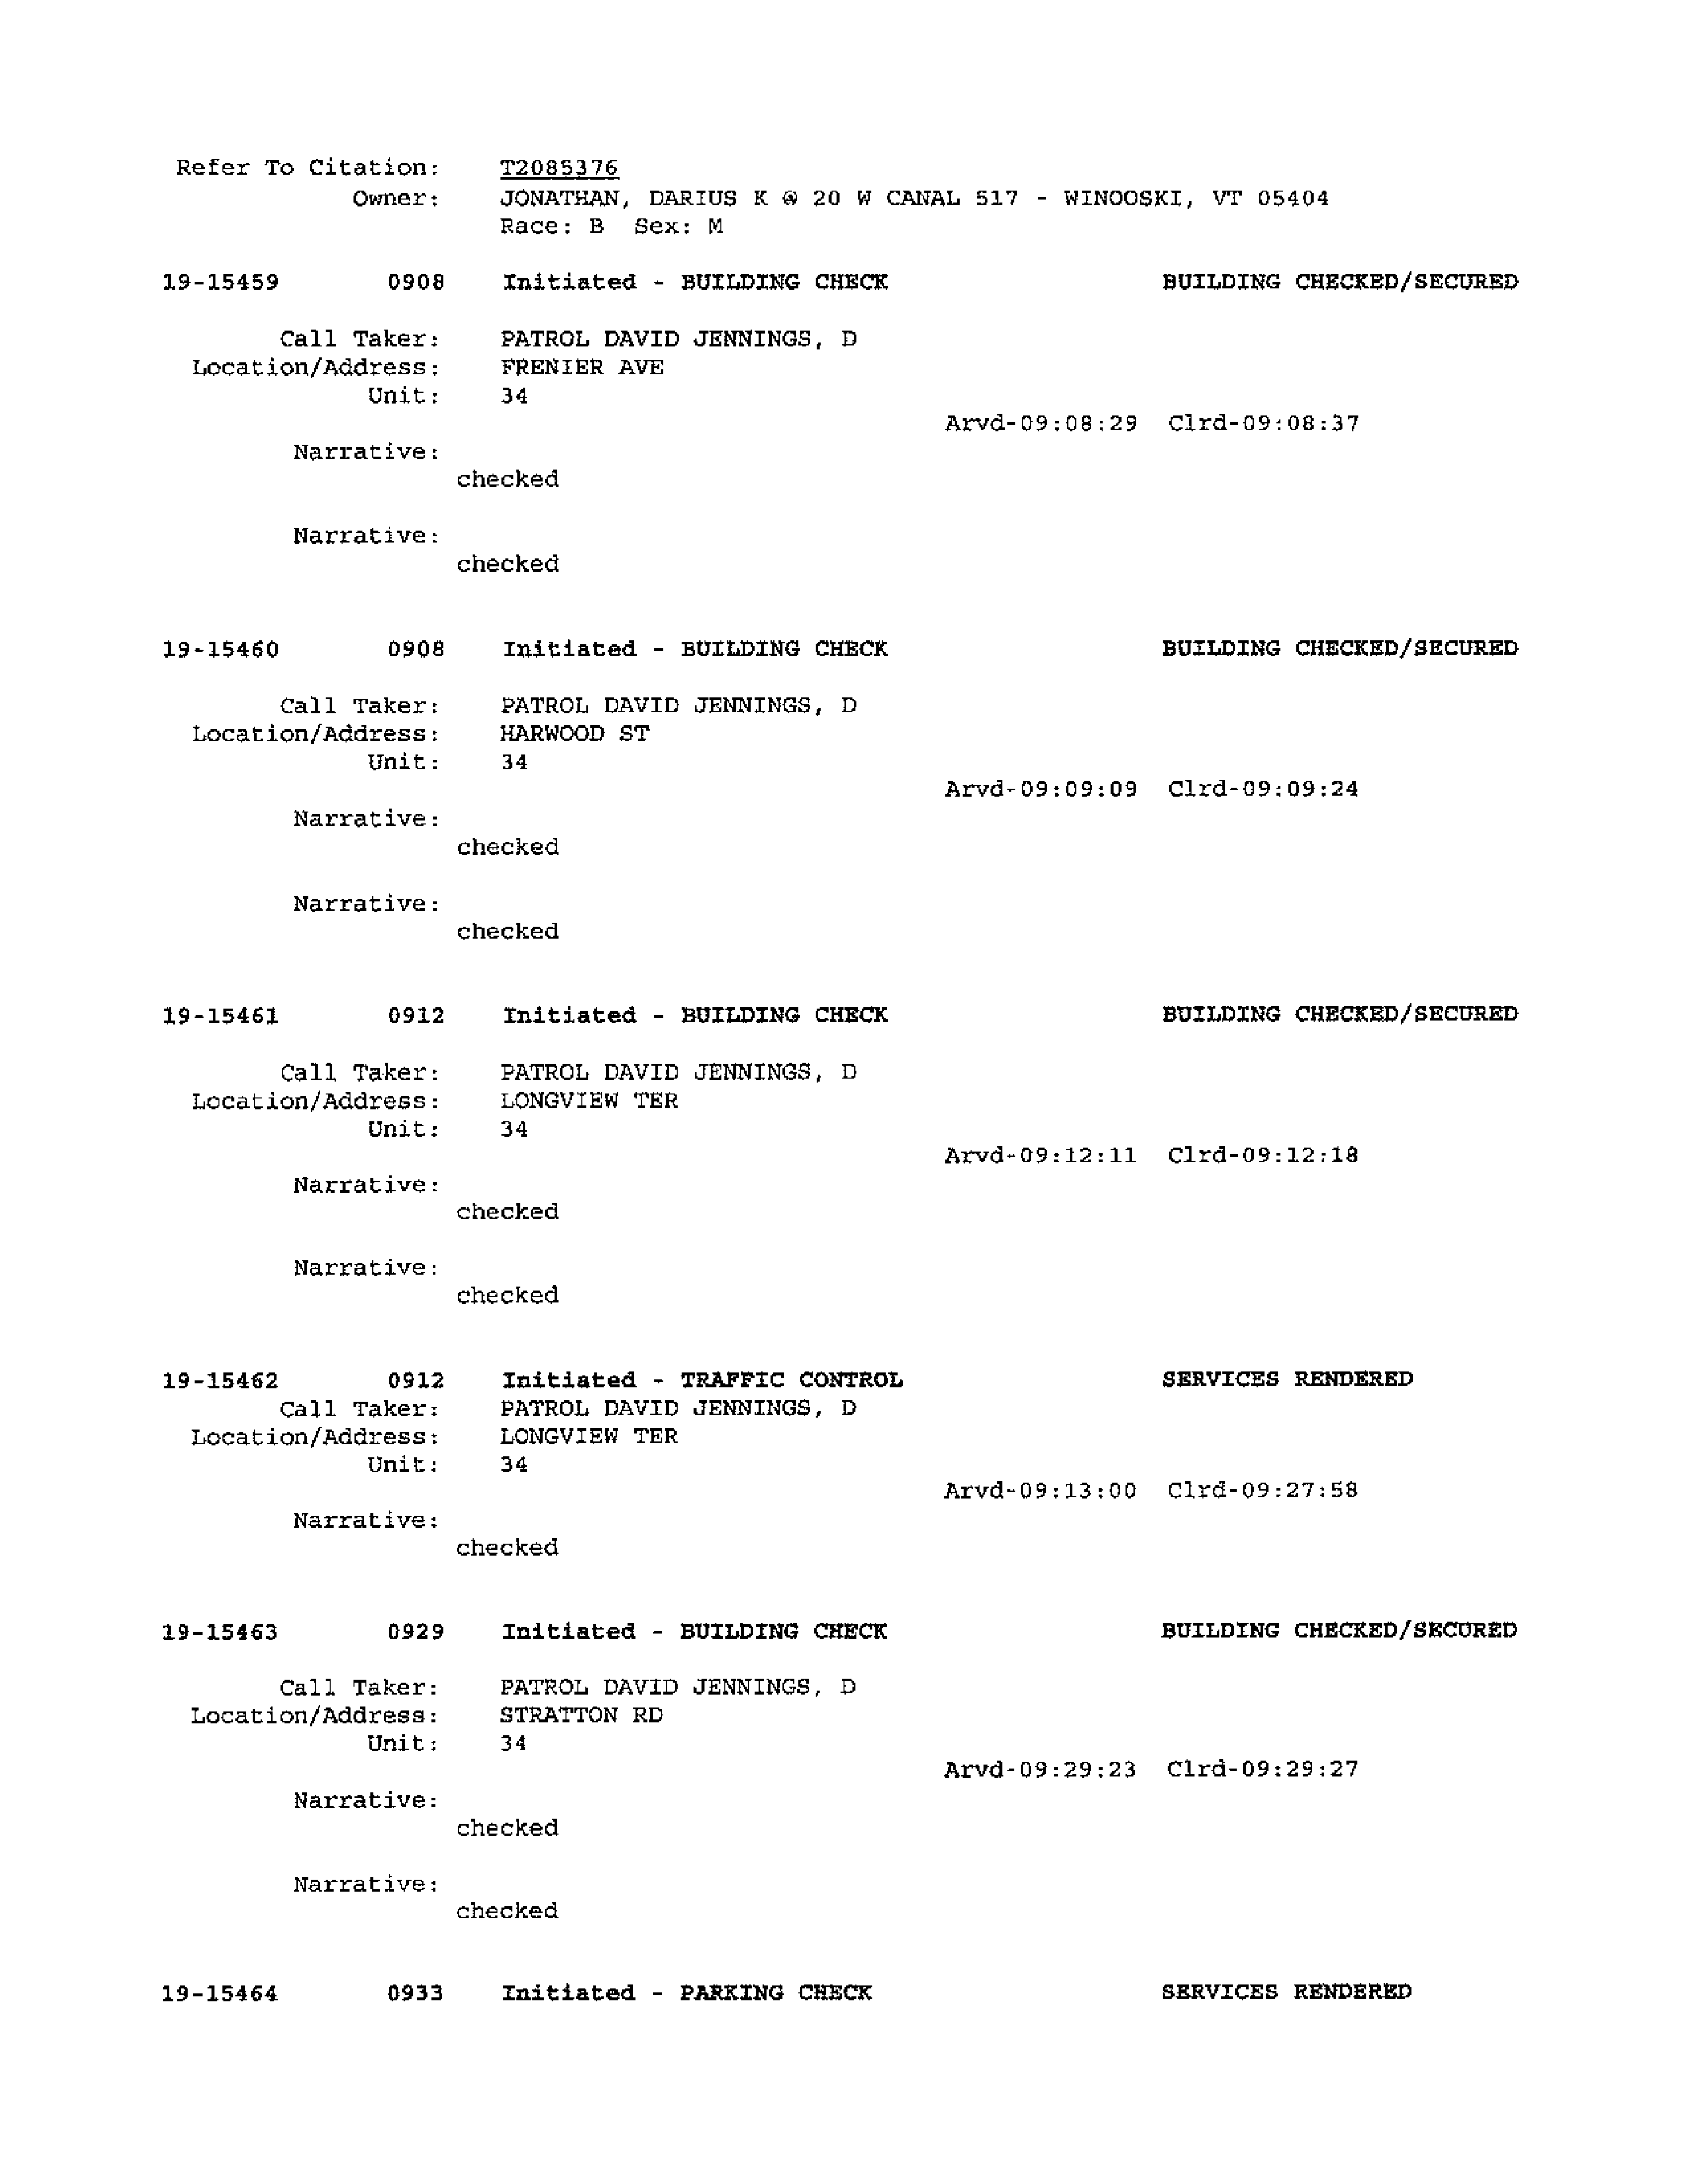 Refer To Citation: T2085376
Owner: JONATHAN, DARIUS K @ 20 W CANAL 517 - WINOOSKI, VT 05404
Race: B Sex: M
19-15459 0908 Initiated - BUILDING CHECK BUILDING CHECKED/SECURED
Call Taker: PATROL DAVID JENNINGS, D
Location/Address: FRENIER AVE
Unit: 34
Arvd-09:08:29 Clrd-09:08:37
Narrative:
checked
Narrative:
checked
19-15460 0908 Initiated - BUILDING CHECK BUILDING CHECKED/SECURED
Call Taker: PATROL DAVID JENNINGS, D
Location/Address: HARWOOD ST
Unit: 34
Arvd-09:09:09 Clrd-09:09:24
Narrative:
checked
Narrative:
checked
19-15461 0912 Initiated - BUILDING CHECK BUILDING CHECKED/SECURED
Call Taker: PATROL DAVID JENNINGS, D
Location/Address: LONGVIEW TER
Unit: 34
Arvd-09:12:11 Clrd-09:12:18
Narrative:
checked
Narrative:
checked
19-15462 0912 Initiated - TRAFFIC CONTROL SERVICES RENDERED
Call Taker: PATROL DAVID JENNINGS, D
Location/Address: LONGVIEW TER
Unit: 34
Arvd-09:13:00 Clrd-09:27:58
Narrative:
checked
19-15463 0929 Initiated - BUILDING CHECK BUILDING CHECKED/SECURED
Call Taker: PATROL DAVID JENNINGS, D
Location/Address: STRATTON RD
Unit: 34
Arvd-09:29:23 Clrd-09:29:27
Narrative:
checked
Narrative:
checked
19-15464 0933 Initiated - PARKING CHECK SERVICES RENDERED